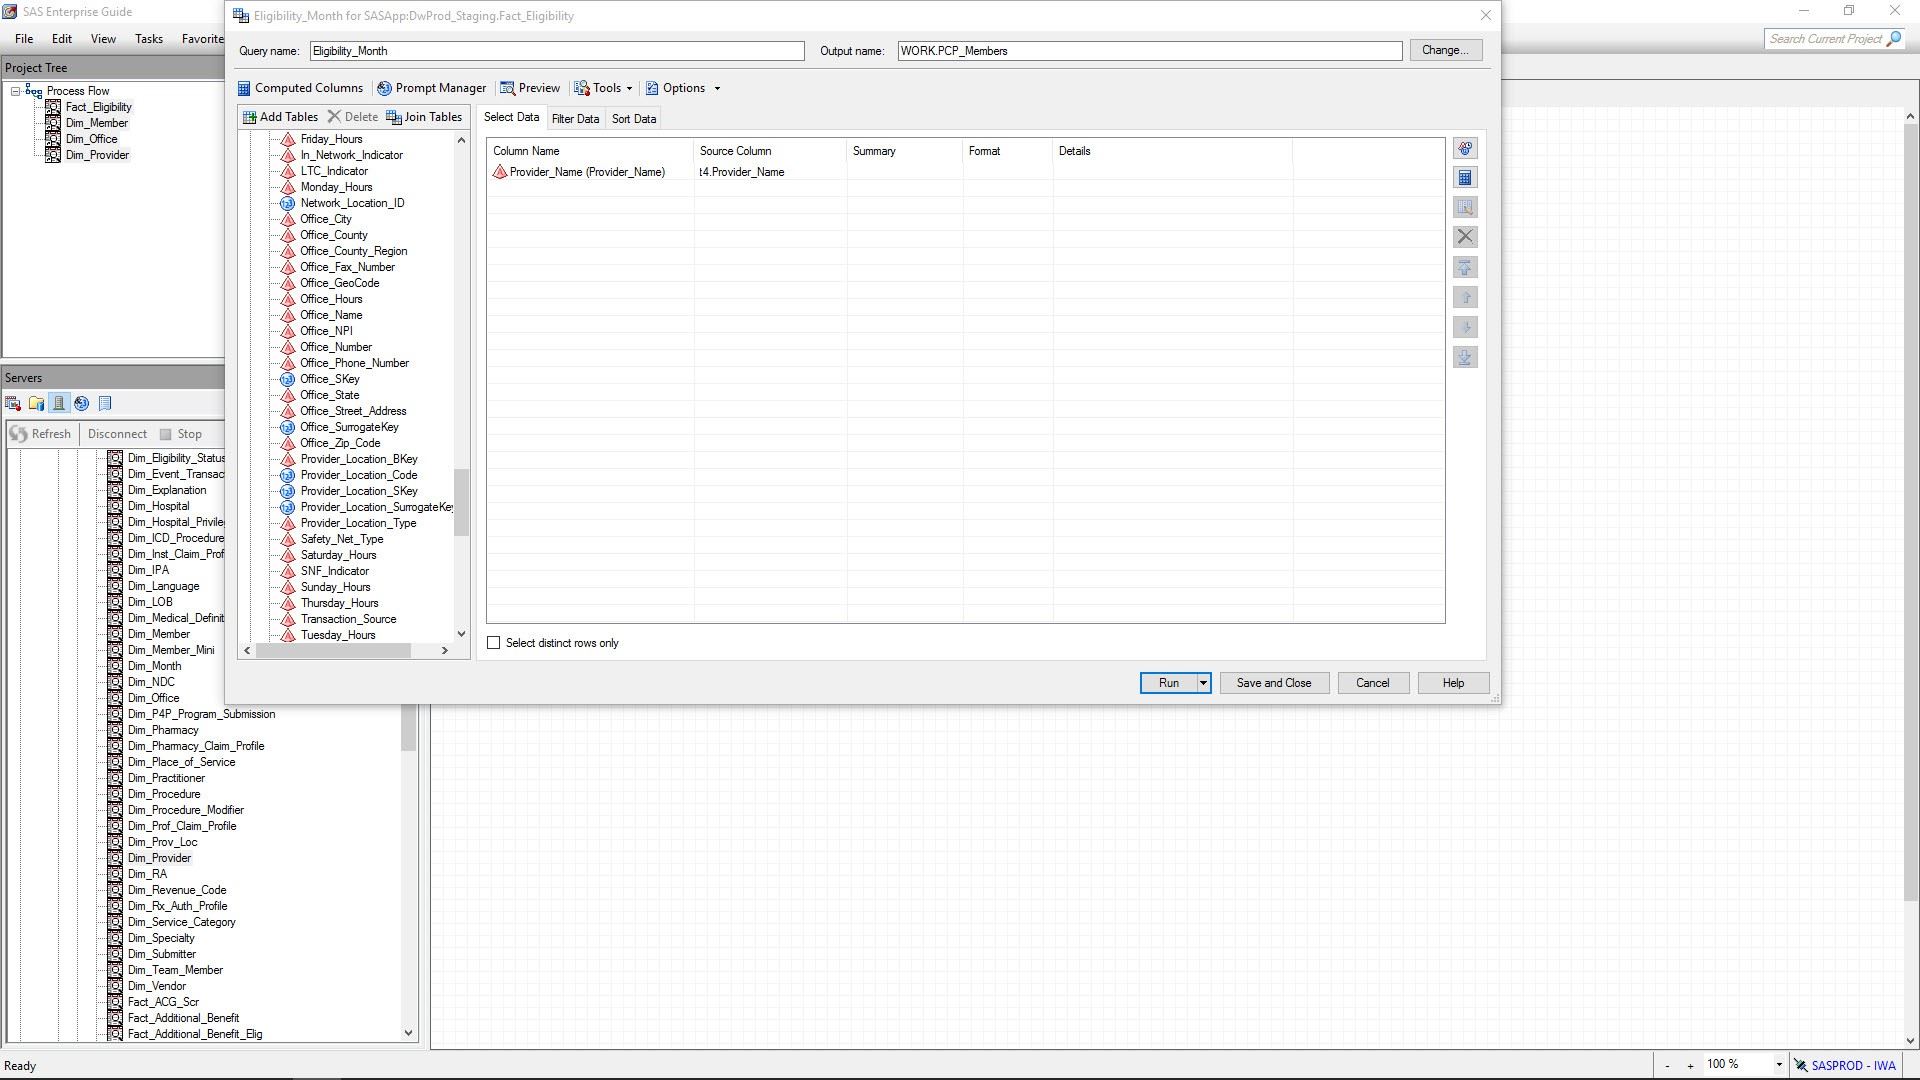 SAS Enterprise Guide
File Edit View Tasks Favorite
Project Tree
Process Flow
Fact_Eligibility
Dim_Member
Dim_Office
Dim_Provider
Servers
Refresh Disconnect Stop
Dim_Eligibility_Status
Dim_Event_Transac
Dim_Explanation
Dim_Hospital
Dim_Hospital_Privile
Dim_ICD_Procedure
Dim_Inst_Claim_Prof
Dim_IPA
Dim_Language
Dim_LOB
Dim_Medical_Definit
Dim_Member
Dim_Member_Mini
Dim_Month
Dim_NDC
Dim_Office
Dim_P4P_Program_Submission
Dim_Pharmacy
Dim_Pharmacy_Claim_Profile
Dim_Place_of_Service
Dim_Practitioner
Dim_Procedure
Dim_Procedure_Modifier
Dim_Prof_Claim_Profile
Dim_Prov_Loc
Dim_Provider
Dim_RA
Dim_Revenue_Code
Dim_Rx_Auth_Profile
Dim_Service_Category
Dim_Specialty
Dim_Submitter
Dim_Team_Member
Dim_Vendor
Fact_ACG_Scr
Fact_Additional_Benefit
Fact_Additional_Benefit_Elig
Eligibility_Month for SASApp:DwProd_Staging.Fact_Eligibility
Query name: Eligibility_Month Output name: WORK.PCP_Members Change...
Computed Columns Prompt Manager Preview Tools Options
Add Tables Delete Join Tables
Friday_Hours
In_Network_Indicator
LTC_Indicator
Monday_Hours
Network_Location_ID
Office_City
Office_County
Office_County_Region
Office_Fax_Number
Office_GeoCode
Office_Hours
Office_Name
Office_NPI
Office_Number
Office_Phone_Number
Office_SKey
Office_State
Office_Street_Address
Office_SurrogateKey
Office_Zip_Code
Provider_Location_BKey
Provider_Location_Code
Provider_Location_SKey
Provider_Location_SurrogateKey
Provider_Location_Type
Safety_Net_Type
Saturday_Hours
SNF_Indicator
Sunday_Hours
Thursday_Hours
Transaction_Source
Tuesday_Hours
Select Data Filter Data Sort Data
Column Name Source Column Summary Format Details
Provider_Name (Provider_Name) t4.Provider_Name
Select distinct rows only
Run Save and Close Cancel Help
Search Current Project
Ready
- + 100 % SASPROD - IWA